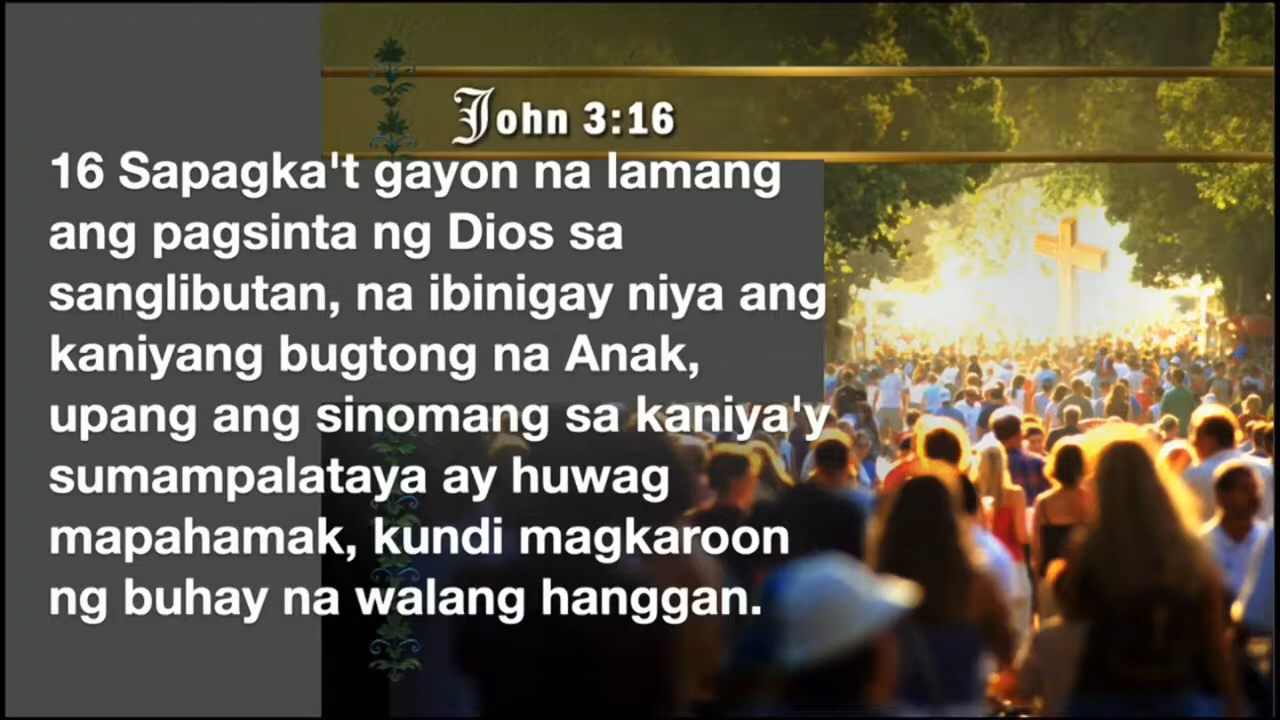 John 3:16
16 Sapagka't gayon na lamang
ang pagsinta ng Dios sa
sanglibutan, na ibinigay niya ang
kaniyang bugtong na Anak,
upang ang sinomang sa kaniya'y
sumampalataya ay huwag
mapahamak, kundi magkaroon
ng buhay na walang hanggan.